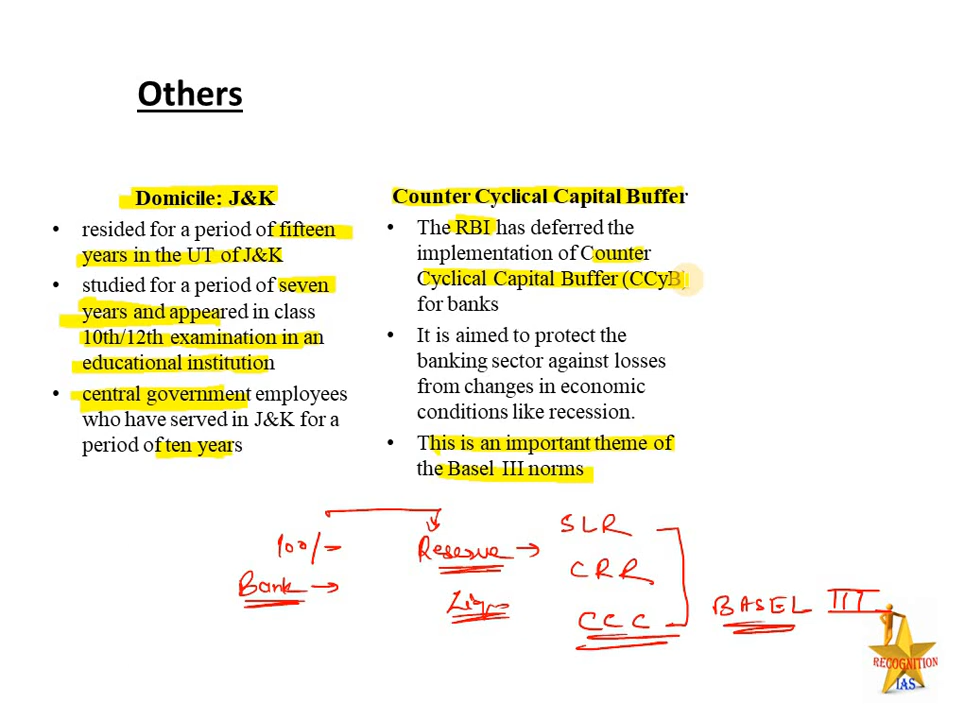 Others
Domicile: J&K
• resided for a period of fifteen
years in the UT of J&K
• studied for a period of seven
years and appeared in class
10th/12th examination in an
educational institution
• central government employees
who have served in J&K for a
period of ten years
Counter Cyclical Capital Buffer
• The RBI has deferred the
implementation of Counter
Cyclical Capital Buffer (CCyB)
for banks
• It is aimed to protect the
banking sector against losses
from changes in economic
conditions like recession.
• This is an important theme of
the Basel III norms
100/-
Bank →
Reserve →
SLR
CRR
CCC
BASEL III
RECOGNITION
IAS